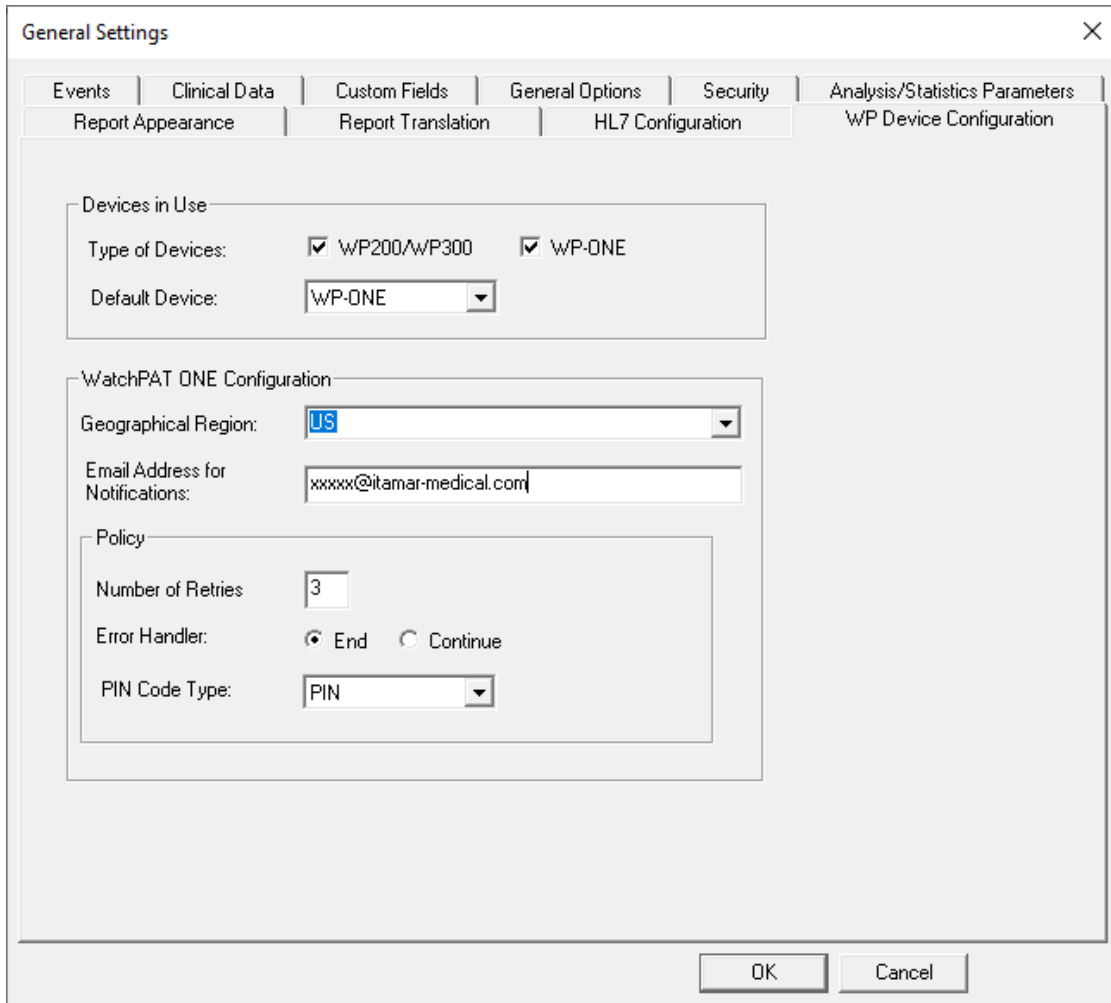 General Settings
Events Clinical Data Custom Fields General Options Security Analysis/Statistics Parameters
Report Appearance Report Translation HL7 Configuration WP Device Configuration
Devices in Use
Type of Devices: WP200/WP300 WP-ONE
Default Device: WP-ONE
WatchPAT ONE Configuration
Geographical Region: US
Email Address for
Notifications: xxxxx@itamar-medical.com
Policy
Number of Retries 3
Error Handler: End Continue
PIN Code Type: PIN
OK Cancel